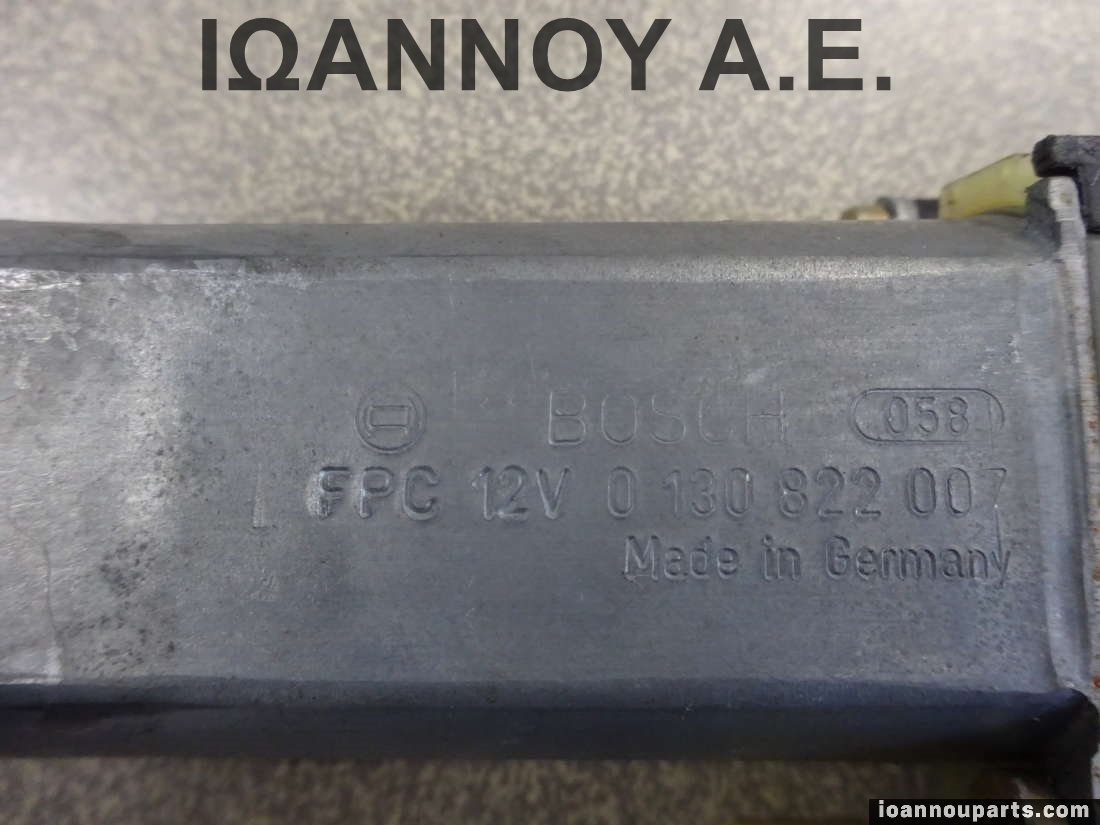 ΙΩΑΝΝΟΥ Α.Ε.
BOSCH 058
FPC 12V 0 130 822 007
Made in Germany
ioannouparts.com